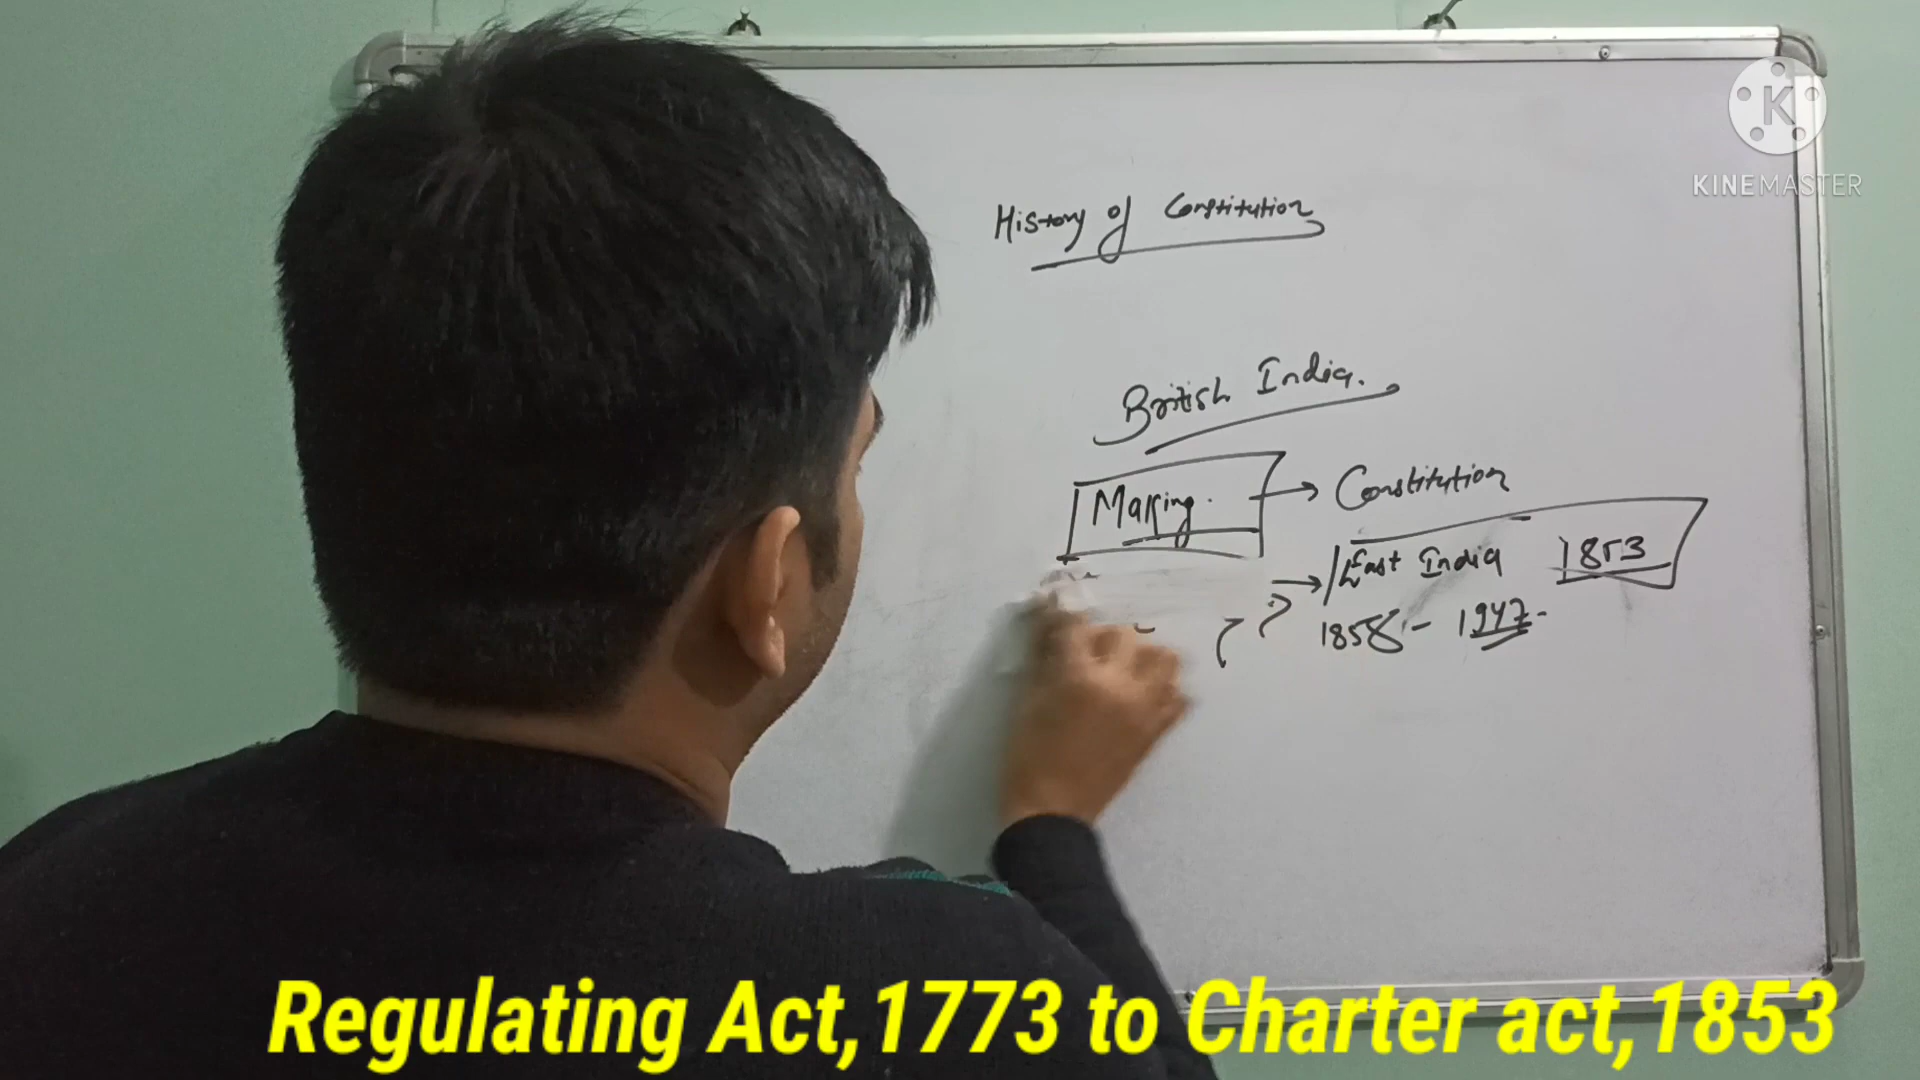 KINEMASTER
History of Constitution
British India.
Making. → Constitution
→ East India 1853
1858 - 1947-
Regulating Act,1773 to Charter act,1853